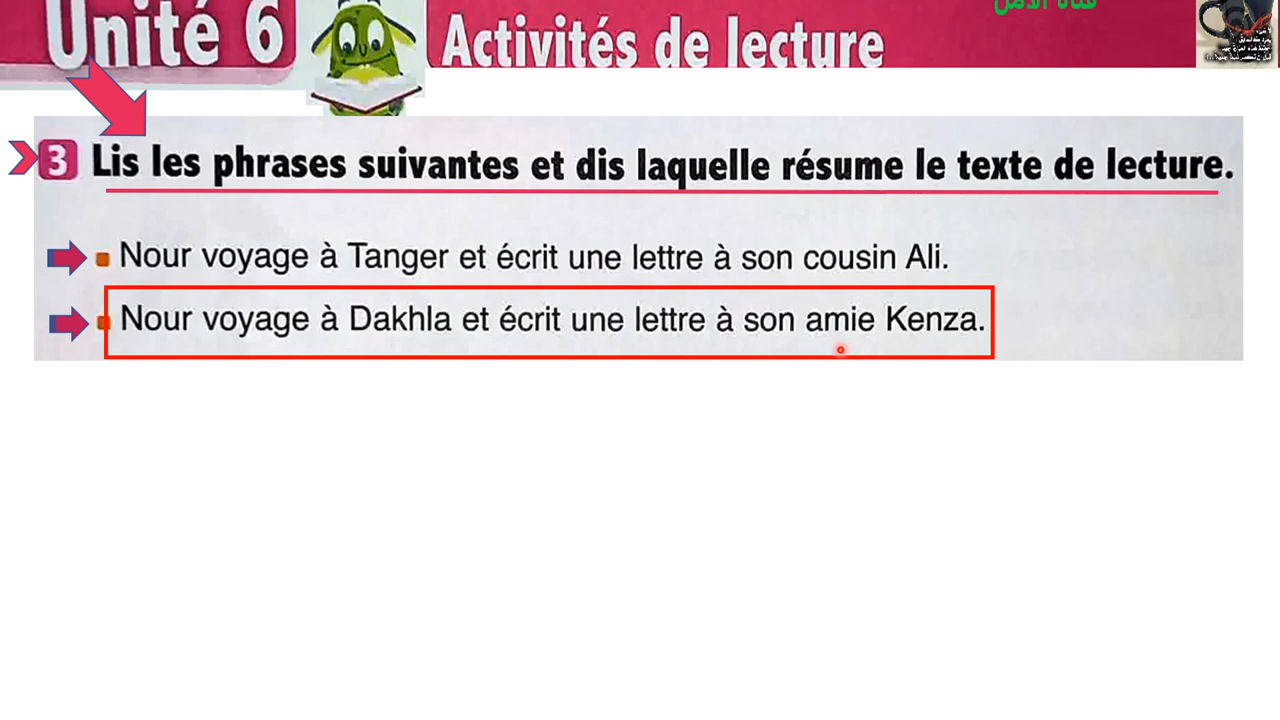 Unité 6
Activités de lecture
قناة الأمل
3 Lis les phrases suivantes et dis laquelle résume le texte de lecture.
Nour voyage à Tanger et écrit une lettre à son cousin Ali.
Nour voyage à Dakhla et écrit une lettre à son amie Kenza.